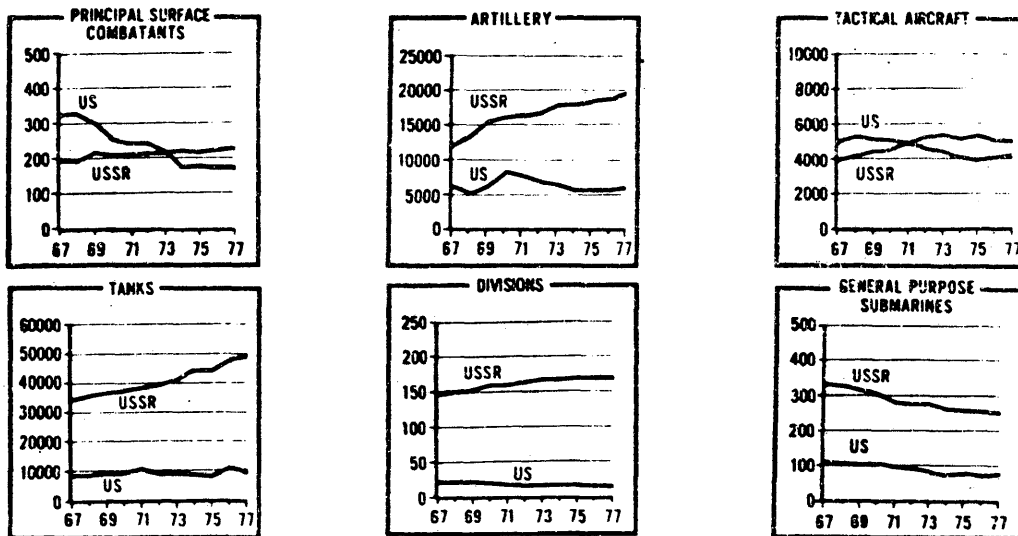 PRINCIPAL SURFACE
COMBATANTS
500
400
300
200
100
0
US
USSR
67 69 71 73 75 77
ARTILLERY
25000
20000
15000
10000
5000
0
USSR
US
67 69 71 73 75 77
TACTICAL AIRCRAFT
10000
8000
6000
4000
2000
0
US
USSR
67 69 71 73 75 77
TANKS
60000
50000
40000
30000
20000
10000
0
USSR
US
67 69 71 73 75 77
DIVISIONS
250
200
150
100
50
0
USSR
US
67 69 71 73 75 77
GENERAL PURPOSE
SUBMARINES
500
400
300
200
100
0
USSR
US
67 69 71 73 75 77